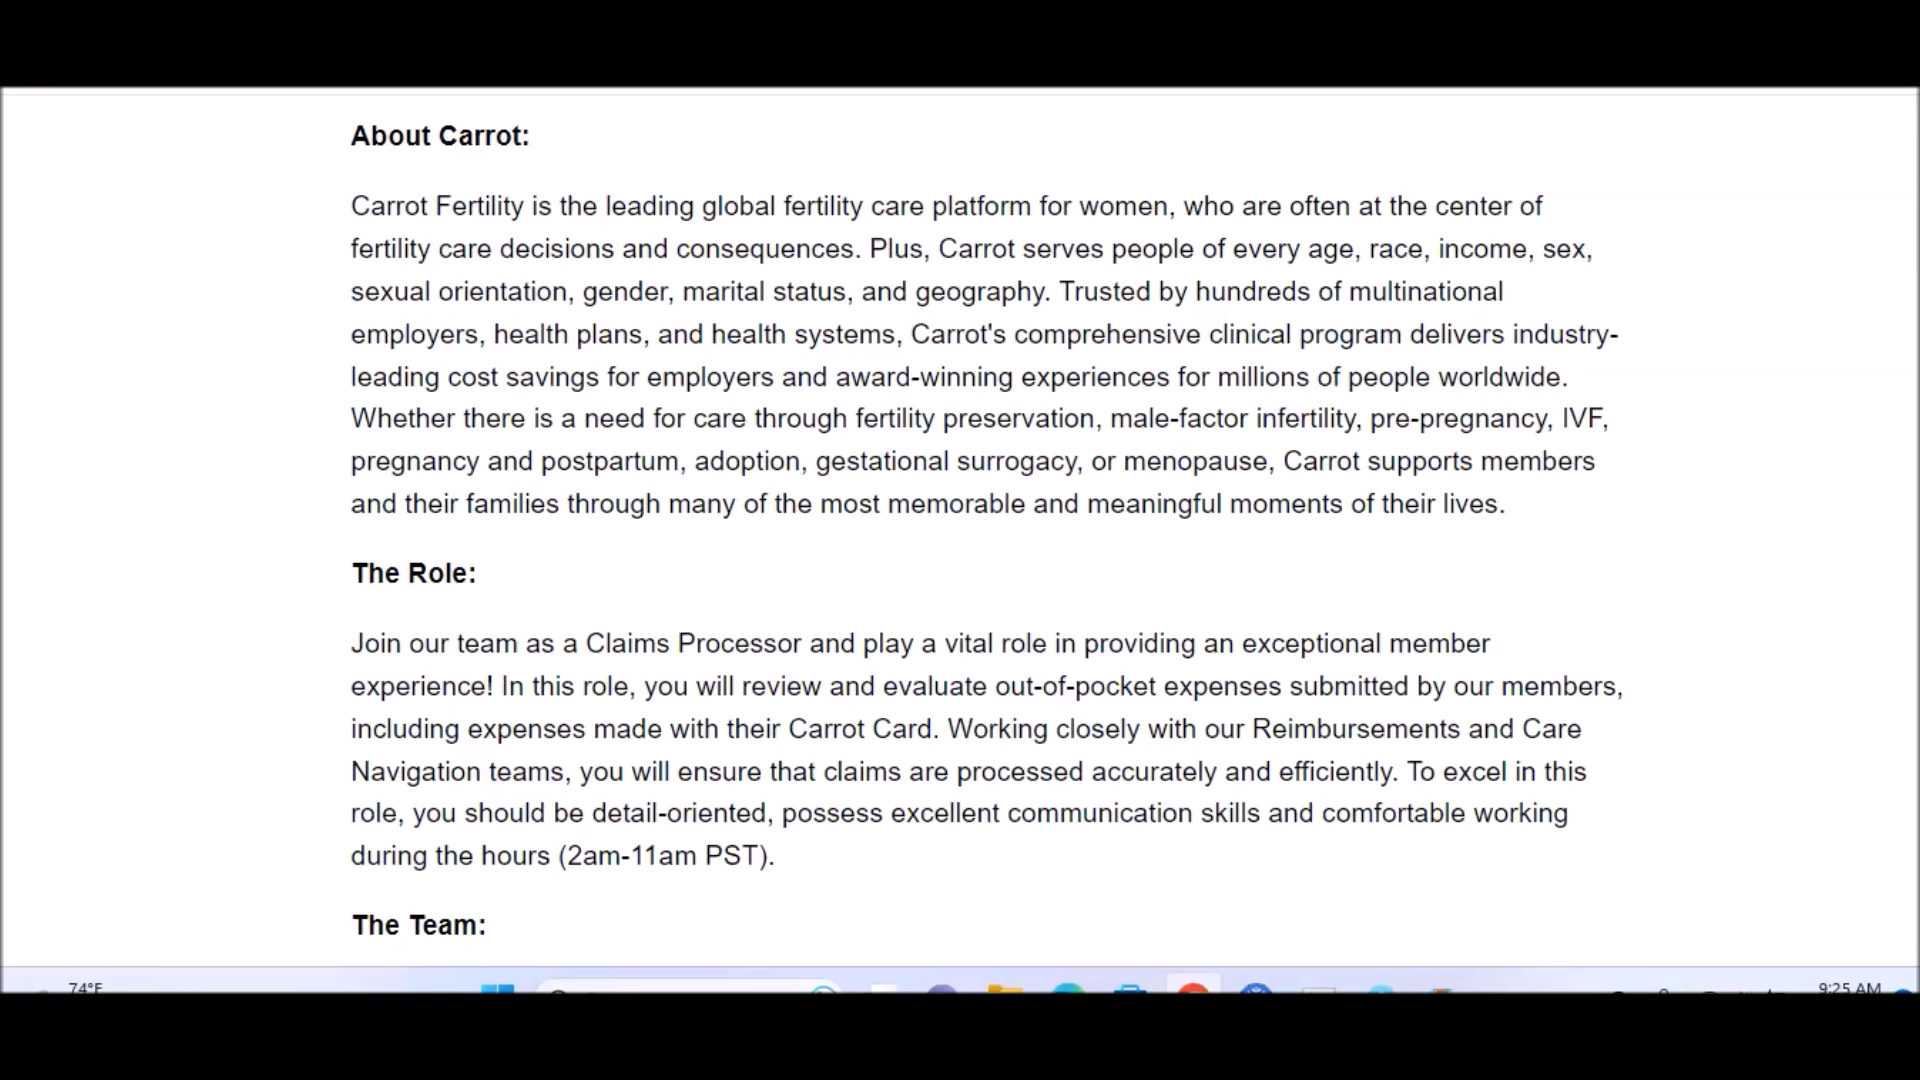 About Carrot:
Carrot Fertility is the leading global fertility care platform for women, who are often at the center of
fertility care decisions and consequences. Plus, Carrot serves people of every age, race, income, sex,
sexual orientation, gender, marital status, and geography. Trusted by hundreds of multinational
employers, health plans, and health systems, Carrot's comprehensive clinical program delivers industry-
leading cost savings for employers and award-winning experiences for millions of people worldwide.
Whether there is a need for care through fertility preservation, male-factor infertility, pre-pregnancy, IVF,
pregnancy and postpartum, adoption, gestational surrogacy, or menopause, Carrot supports members
and their families through many of the most memorable and meaningful moments of their lives.
The Role:
Join our team as a Claims Processor and play a vital role in providing an exceptional member
experience! In this role, you will review and evaluate out-of-pocket expenses submitted by our members,
including expenses made with their Carrot Card. Working closely with our Reimbursements and Care
Navigation teams, you will ensure that claims are processed accurately and efficiently. To excel in this
role, you should be detail-oriented, possess excellent communication skills and comfortable working
during the hours (2am-11am PST).
The Team:
74°F
9:25 AM